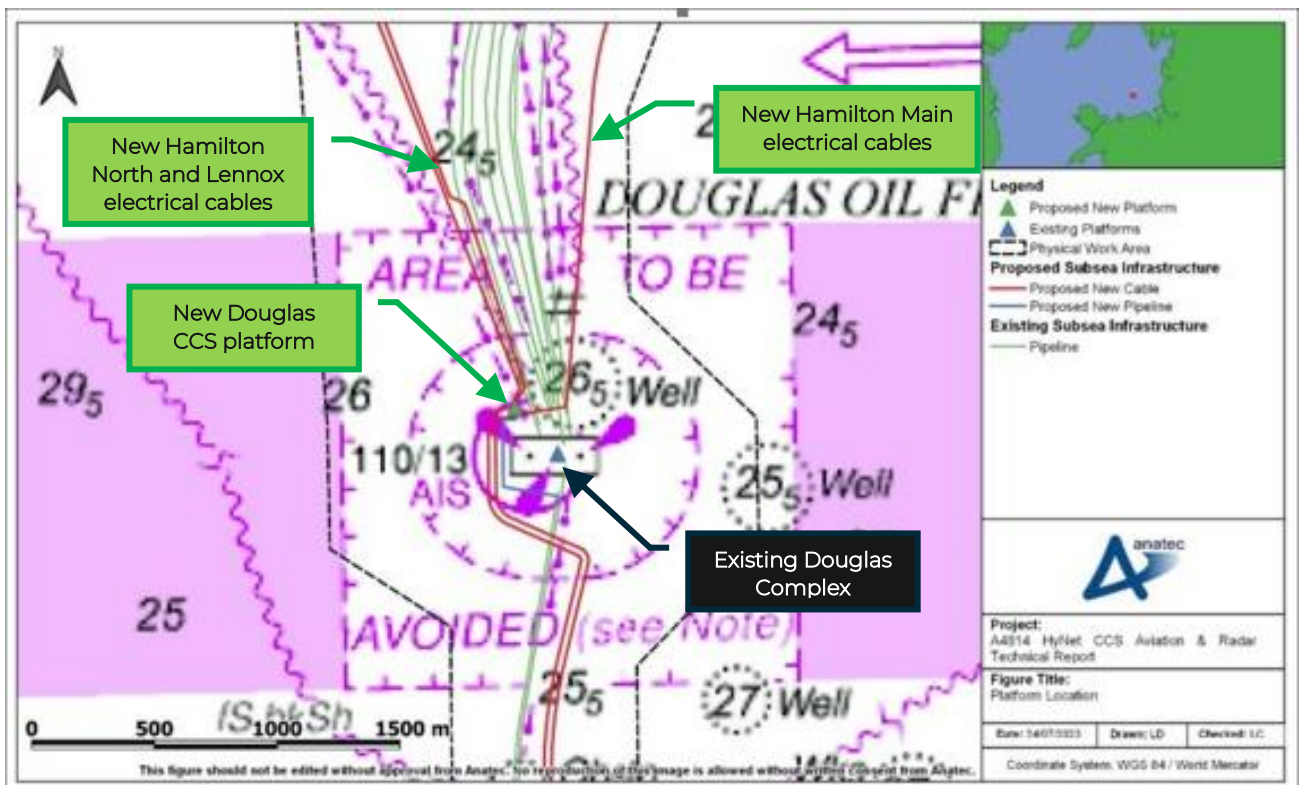 N
New Hamilton
North and Lennox
electrical cables
New Hamilton Main
electrical cables
24₅
2
DOUGLAS OIL FI
AREA TO BE
New Douglas
CCS platform
24₅
29₅
26
26₅ Well
110/13
AIS
25₅ Well
Existing Douglas
Complex
25
AVOIDED (see Note)
25₅
27 Well
0 500 1000 1500 m
This figure should not be edited without approval from Anatec. No reproduction of this image is allowed without written consent from Anatec.
Legend
Proposed New Platform
Existing Platforms
Physical Work Area
Proposed Subsea Infrastructure
Proposed New Cable
Proposed New Pipeline
Existing Subsea Infrastructure
Pipeline
anatec
Project:
A4814 HyNet CCS Aviation & Radar
Technical Report
Figure Title:
Platform Location
Date: Drawn: LD Checked: LC
Coordinate System: WGS 84 / World Mercator